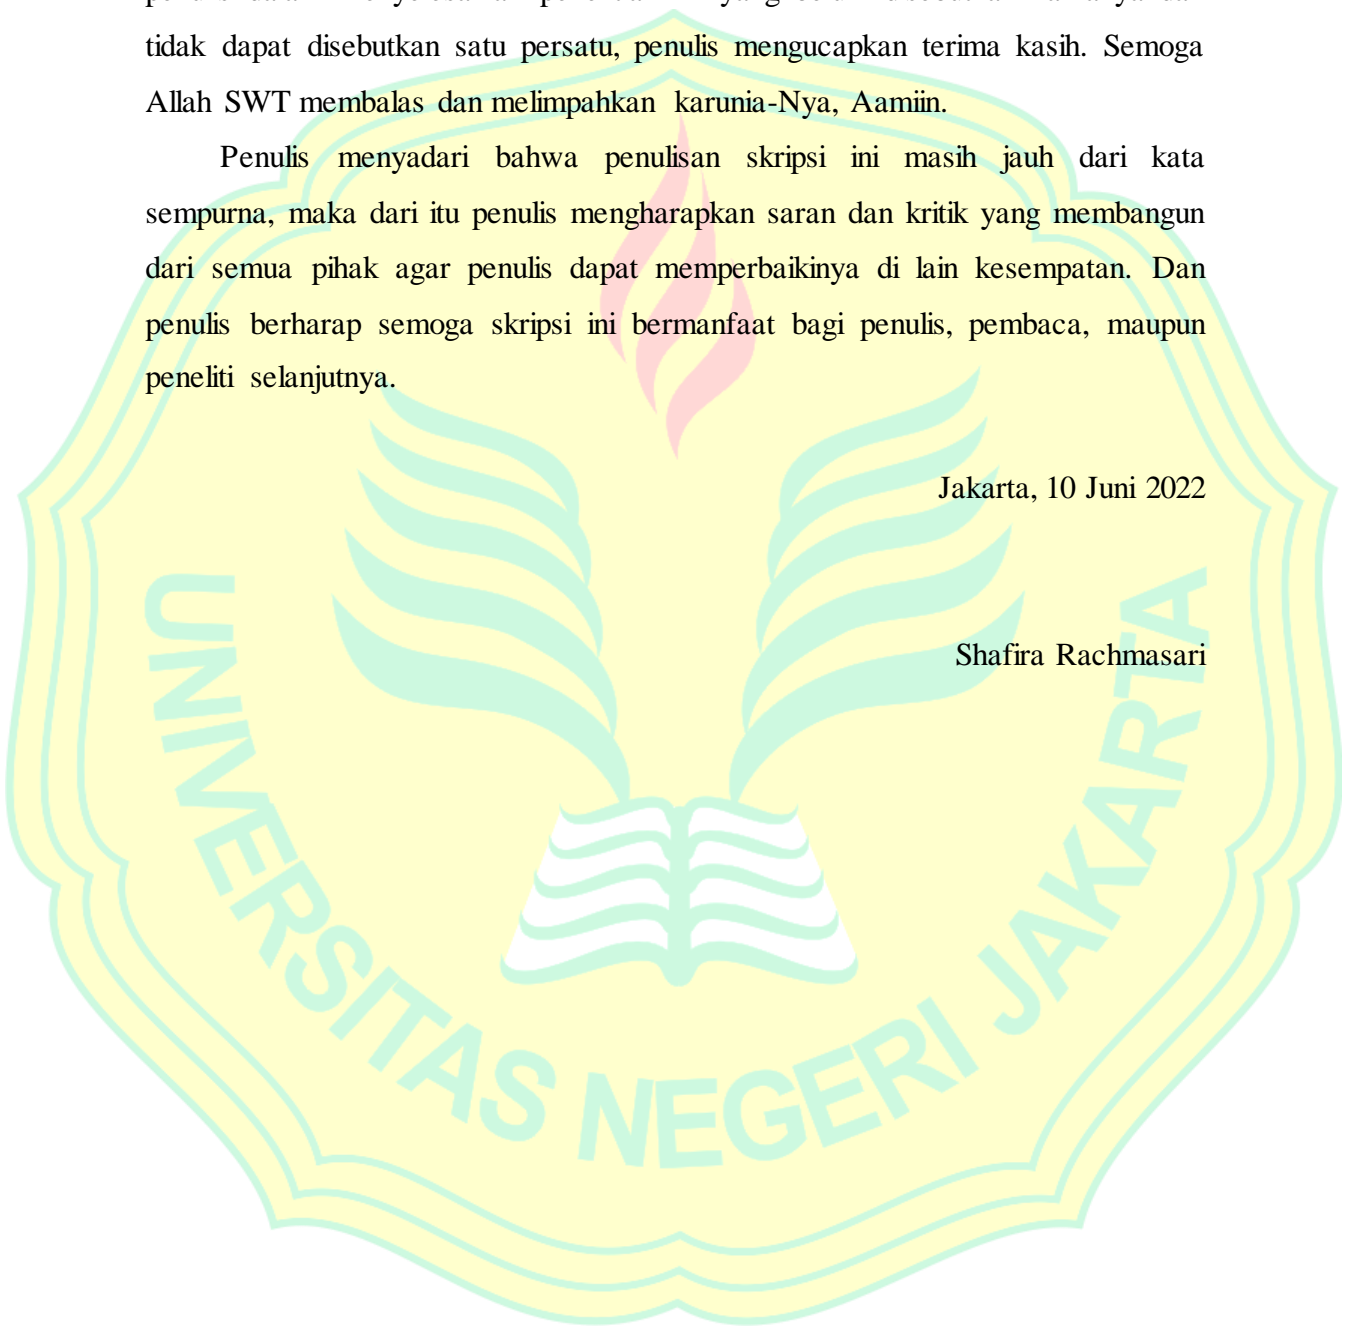 tidak dapat disebutkan satu persatu, penulis mengucapkan terima kasih. Semoga
Allah SWT membalas dan melimpahkan karunia-Nya, Aamiin.
Penulis menyadari bahwa penulisan skripsi ini masih jauh dari kata
sempurna, maka dari itu penulis mengharapkan saran dan kritik yang membangun
dari semua pihak agar penulis dapat memperbaikinya di lain kesempatan. Dan
penulis berharap semoga skripsi ini bermanfaat bagi penulis, pembaca, maupun
peneliti selanjutnya.
Jakarta, 10 Juni 2022
Shafira Rachmasari
UNIVERSITAS NEGERI JAKARTA